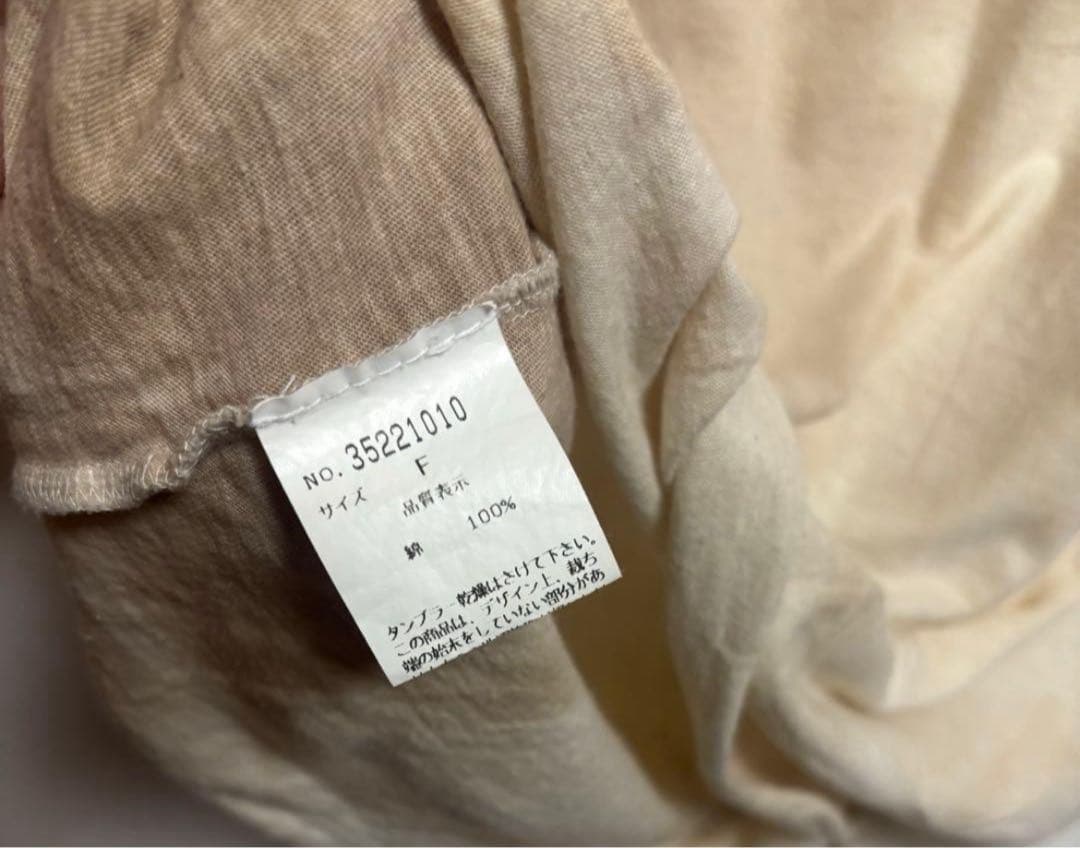 NO. 35221010
サイズ F
品質表示
綿 100%
タンブラー乾燥はさけて下さい。
この商品は、デザイン上、裁ち
端の始末をしていない部分があ